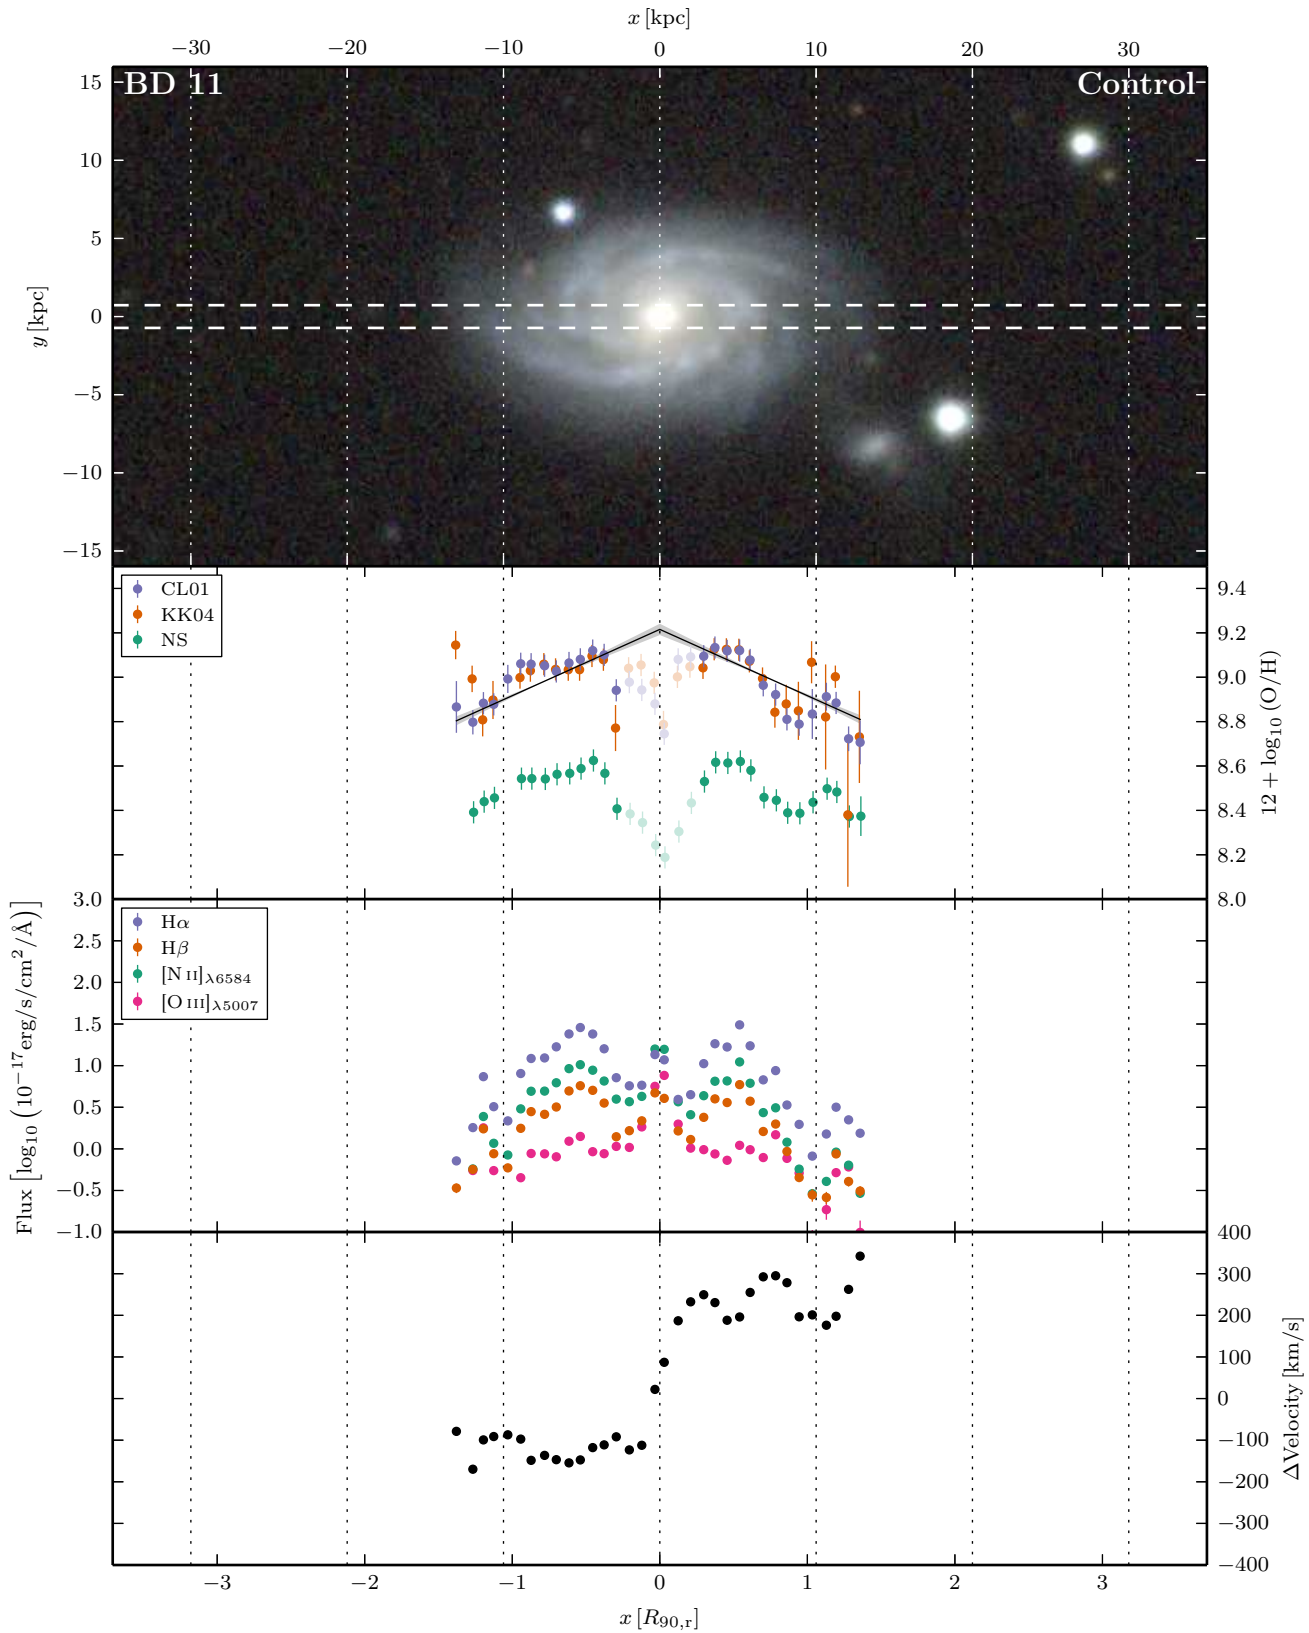 x [kpc]
−30 −20 −10 0 10 20 30
BD 11 Control
15
10
5
0
−5
−10
−15
y [kpc]
CL01
KK04
NS
9.4
9.2
9.0
8.8
8.6
8.4
8.2
8.0
12 + log₁₀ (O/H)
3.0
2.5
2.0
1.5
1.0
0.5
0.0
−0.5
−1.0
Flux [log₁₀ (10⁻¹⁷erg/s/cm²/Å)]
Hα
Hβ
[N II]λ6584
[O III]λ5007
400
300
200
100
0
−100
−200
−300
−400
ΔVelocity [km/s]
−3 −2 −1 0 1 2 3
x [R₉₀,ᵣ]